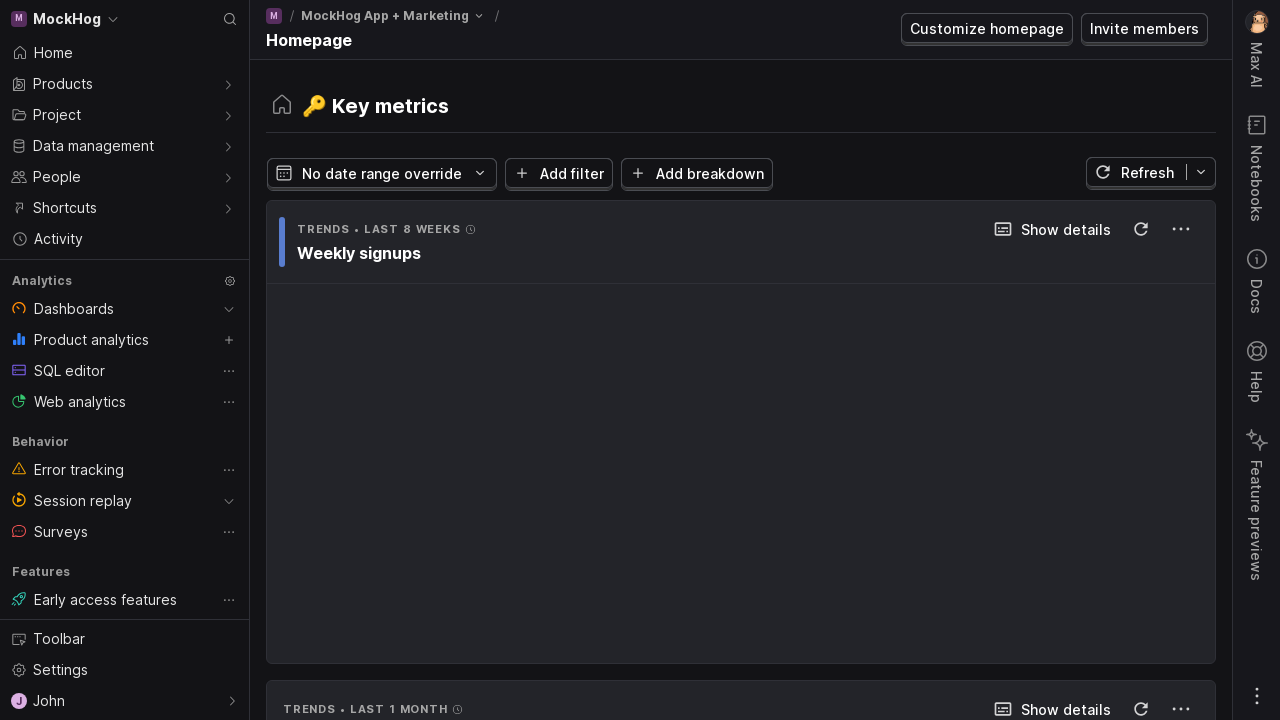 M MockHog
Home
Products
Project
Data management
People
Shortcuts
Activity
Analytics
Dashboards
Product analytics
SQL editor
Web analytics
Behavior
Error tracking
Session replay
Surveys
Features
Early access features
Toolbar
Settings
J John
M / MockHog App + Marketing /
Homepage
Customize homepage
Invite members
🔑 Key metrics
No date range override
Add filter
Add breakdown
Refresh
TRENDS • LAST 8 WEEKS
Show details
Weekly signups
TRENDS • LAST 1 MONTH
Show details
Max AI
Notebooks
Docs
Help
Feature previews